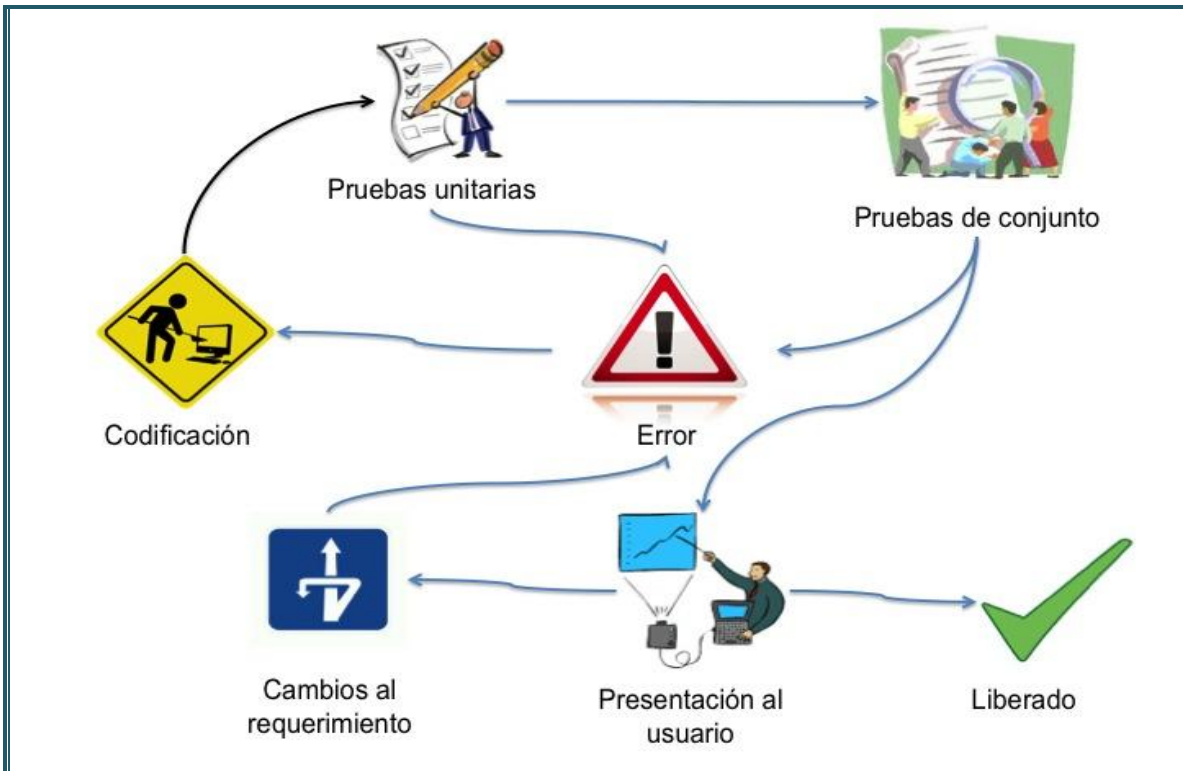 Pruebas unitarias
Pruebas de conjunto
Codificación
Error
Cambios al
requerimiento
Presentación al
usuario
Liberado